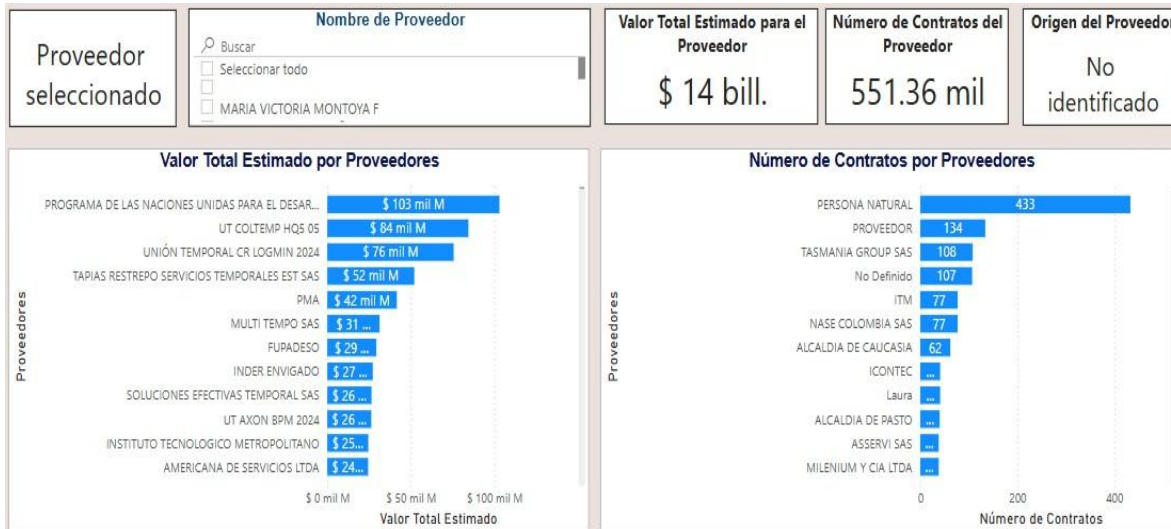 Proveedor
seleccionado
Nombre de Proveedor
Buscar
Seleccionar todo
MARIA VICTORIA MONTOYA F
Valor Total Estimado para el
Proveedor
$ 14 bill.
Número de Contratos del
Proveedor
551.36 mil
Origen del Proveedor
No
identificado
Valor Total Estimado por Proveedores
Proveedores
PROGRAMA DE LAS NACIONES UNIDAS PARA EL DESAR... $ 103 mil M
UT COLTEMP HQ5 05 $ 84 mil M
UNIÓN TEMPORAL CR LOGMIN 2024 $ 76 mil M
TAPIAS RESTREPO SERVICIOS TEMPORALES EST SAS $ 52 mil M
PMA $ 42 mil M
MULTI TEMPO SAS $ 31 ...
FUPADESO $ 29 ...
INDER ENVIGADO $ 27 ...
SOLUCIONES EFECTIVAS TEMPORAL SAS $ 26 ...
UT AXON BPM 2024 $ 26 ...
INSTITUTO TECNOLOGICO METROPOLITANO $ 25...
AMERICANA DE SERVICIOS LTDA $ 24...
$ 0 mil M $ 50 mil M $ 100 mil M
Valor Total Estimado
Número de Contratos por Proveedores
Proveedores
PERSONA NATURAL 433
PROVEEDOR 134
TASMANIA GROUP SAS 108
No Definido 107
ITM 77
NASE COLOMBIA SAS 77
ALCALDIA DE CAUCASIA 62
ICONTEC ...
Laura ...
ALCALDIA DE PASTO ...
ASSERVI SAS ...
MILENIUM Y CIA LTDA ...
0 200 400
Número de Contratos